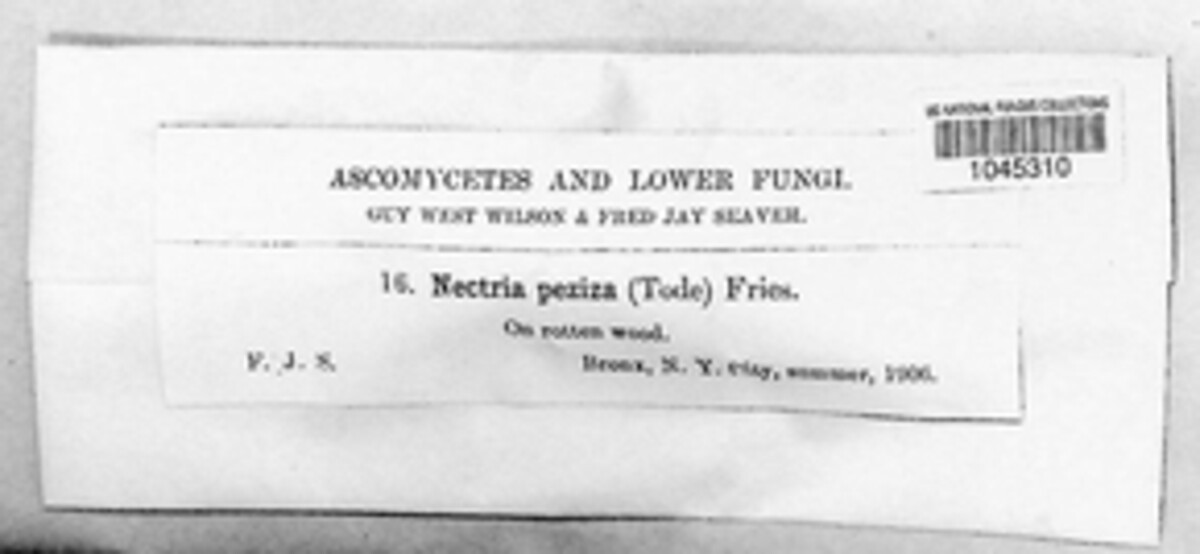 US NATIONAL FUNGUS COLLECTIONS
1045310
ASCOMYCETES AND LOWER FUNGI.
GUY WEST WILSON & FRED JAY SEAVER.
16. Nectria peziza (Tode) Fries.
On rotten wood.
F. J. S. Bronx, N. Y. City, summer, 1906.